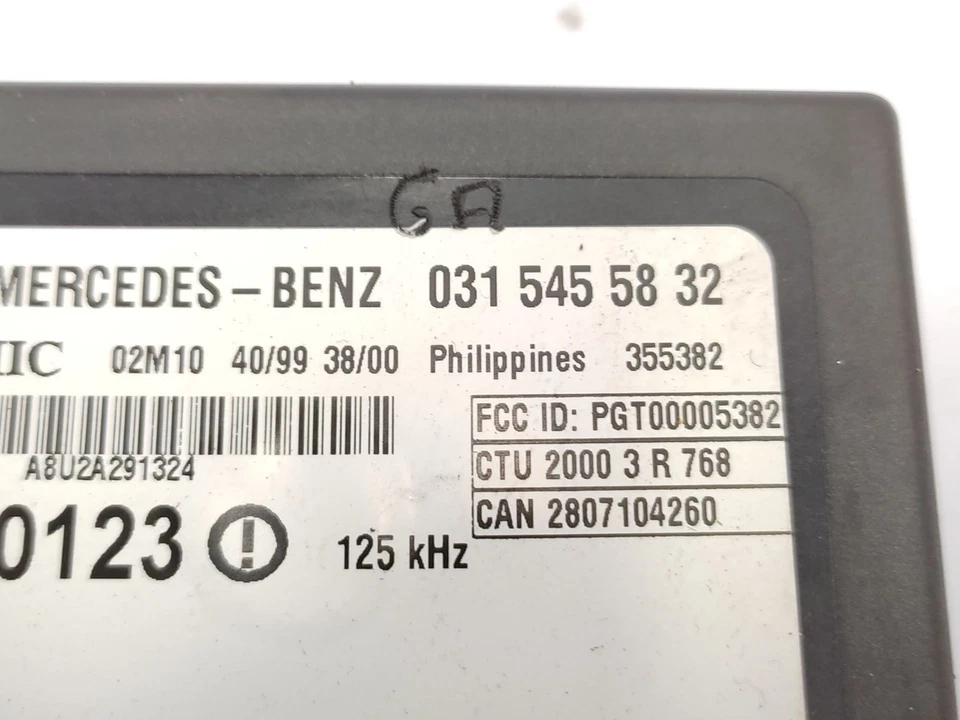 GA
MERCEDES – BENZ 031 545 58 32
02M10 40/99 38/00 Philippines 355382
FCC ID: PGT00005382
A8U2A291324
CTU 2000 3 R 768
CAN 2807104260
0123 ! 125 kHz